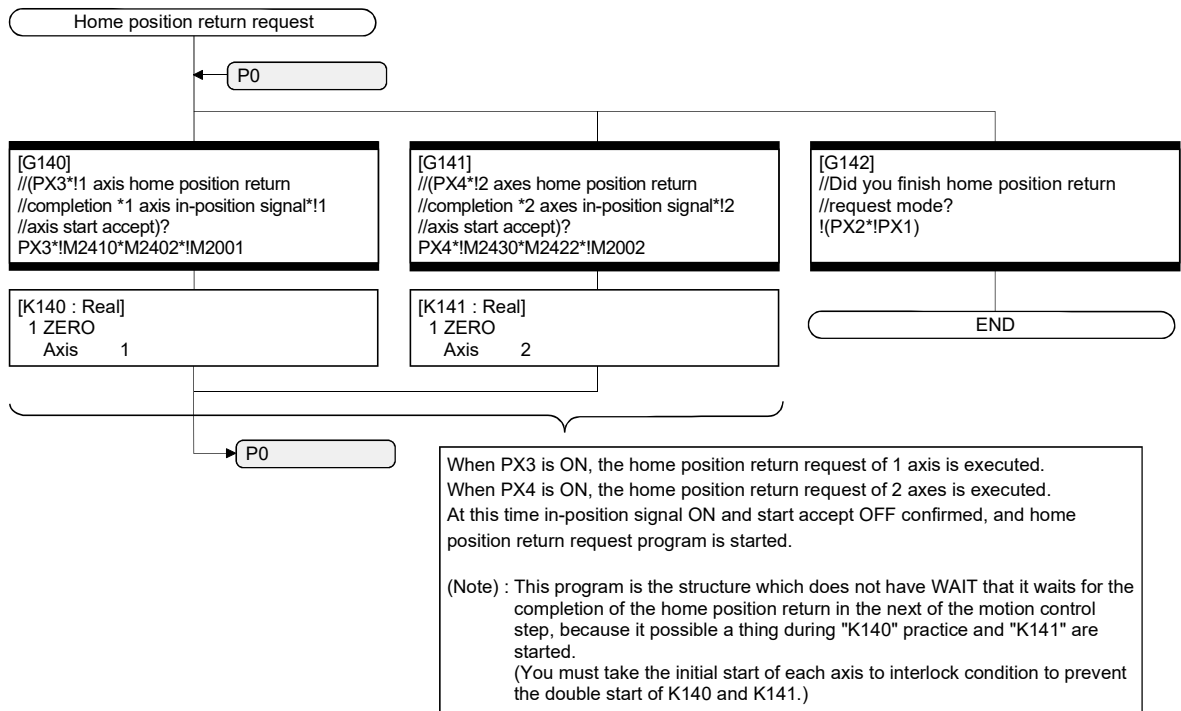 Home position return request
P0
[G140]
//(PX3*!1 axis home position return
//completion *1 axis in-position signal*!1
//axis start accept)?
PX3*!M2410*M2402*!M2001
[G141]
//(PX4*!2 axes home position return
//completion *2 axes in-position signal*!2
//axis start accept)?
PX4*!M2430*M2422*!M2002
[G142]
//Did you finish home position return
//request mode?
!(PX2*!PX1)
[K140 : Real]
1 ZERO
Axis 1
[K141 : Real]
1 ZERO
Axis 2
END
P0
When PX3 is ON, the home position return request of 1 axis is executed.
When PX4 is ON, the home position return request of 2 axes is executed.
At this time in-position signal ON and start accept OFF confirmed, and home
position return request program is started.
(Note) : This program is the structure which does not have WAIT that it waits for the
completion of the home position return in the next of the motion control
step, because it possible a thing during "K140" practice and "K141" are
started.
(You must take the initial start of each axis to interlock condition to prevent
the double start of K140 and K141.)